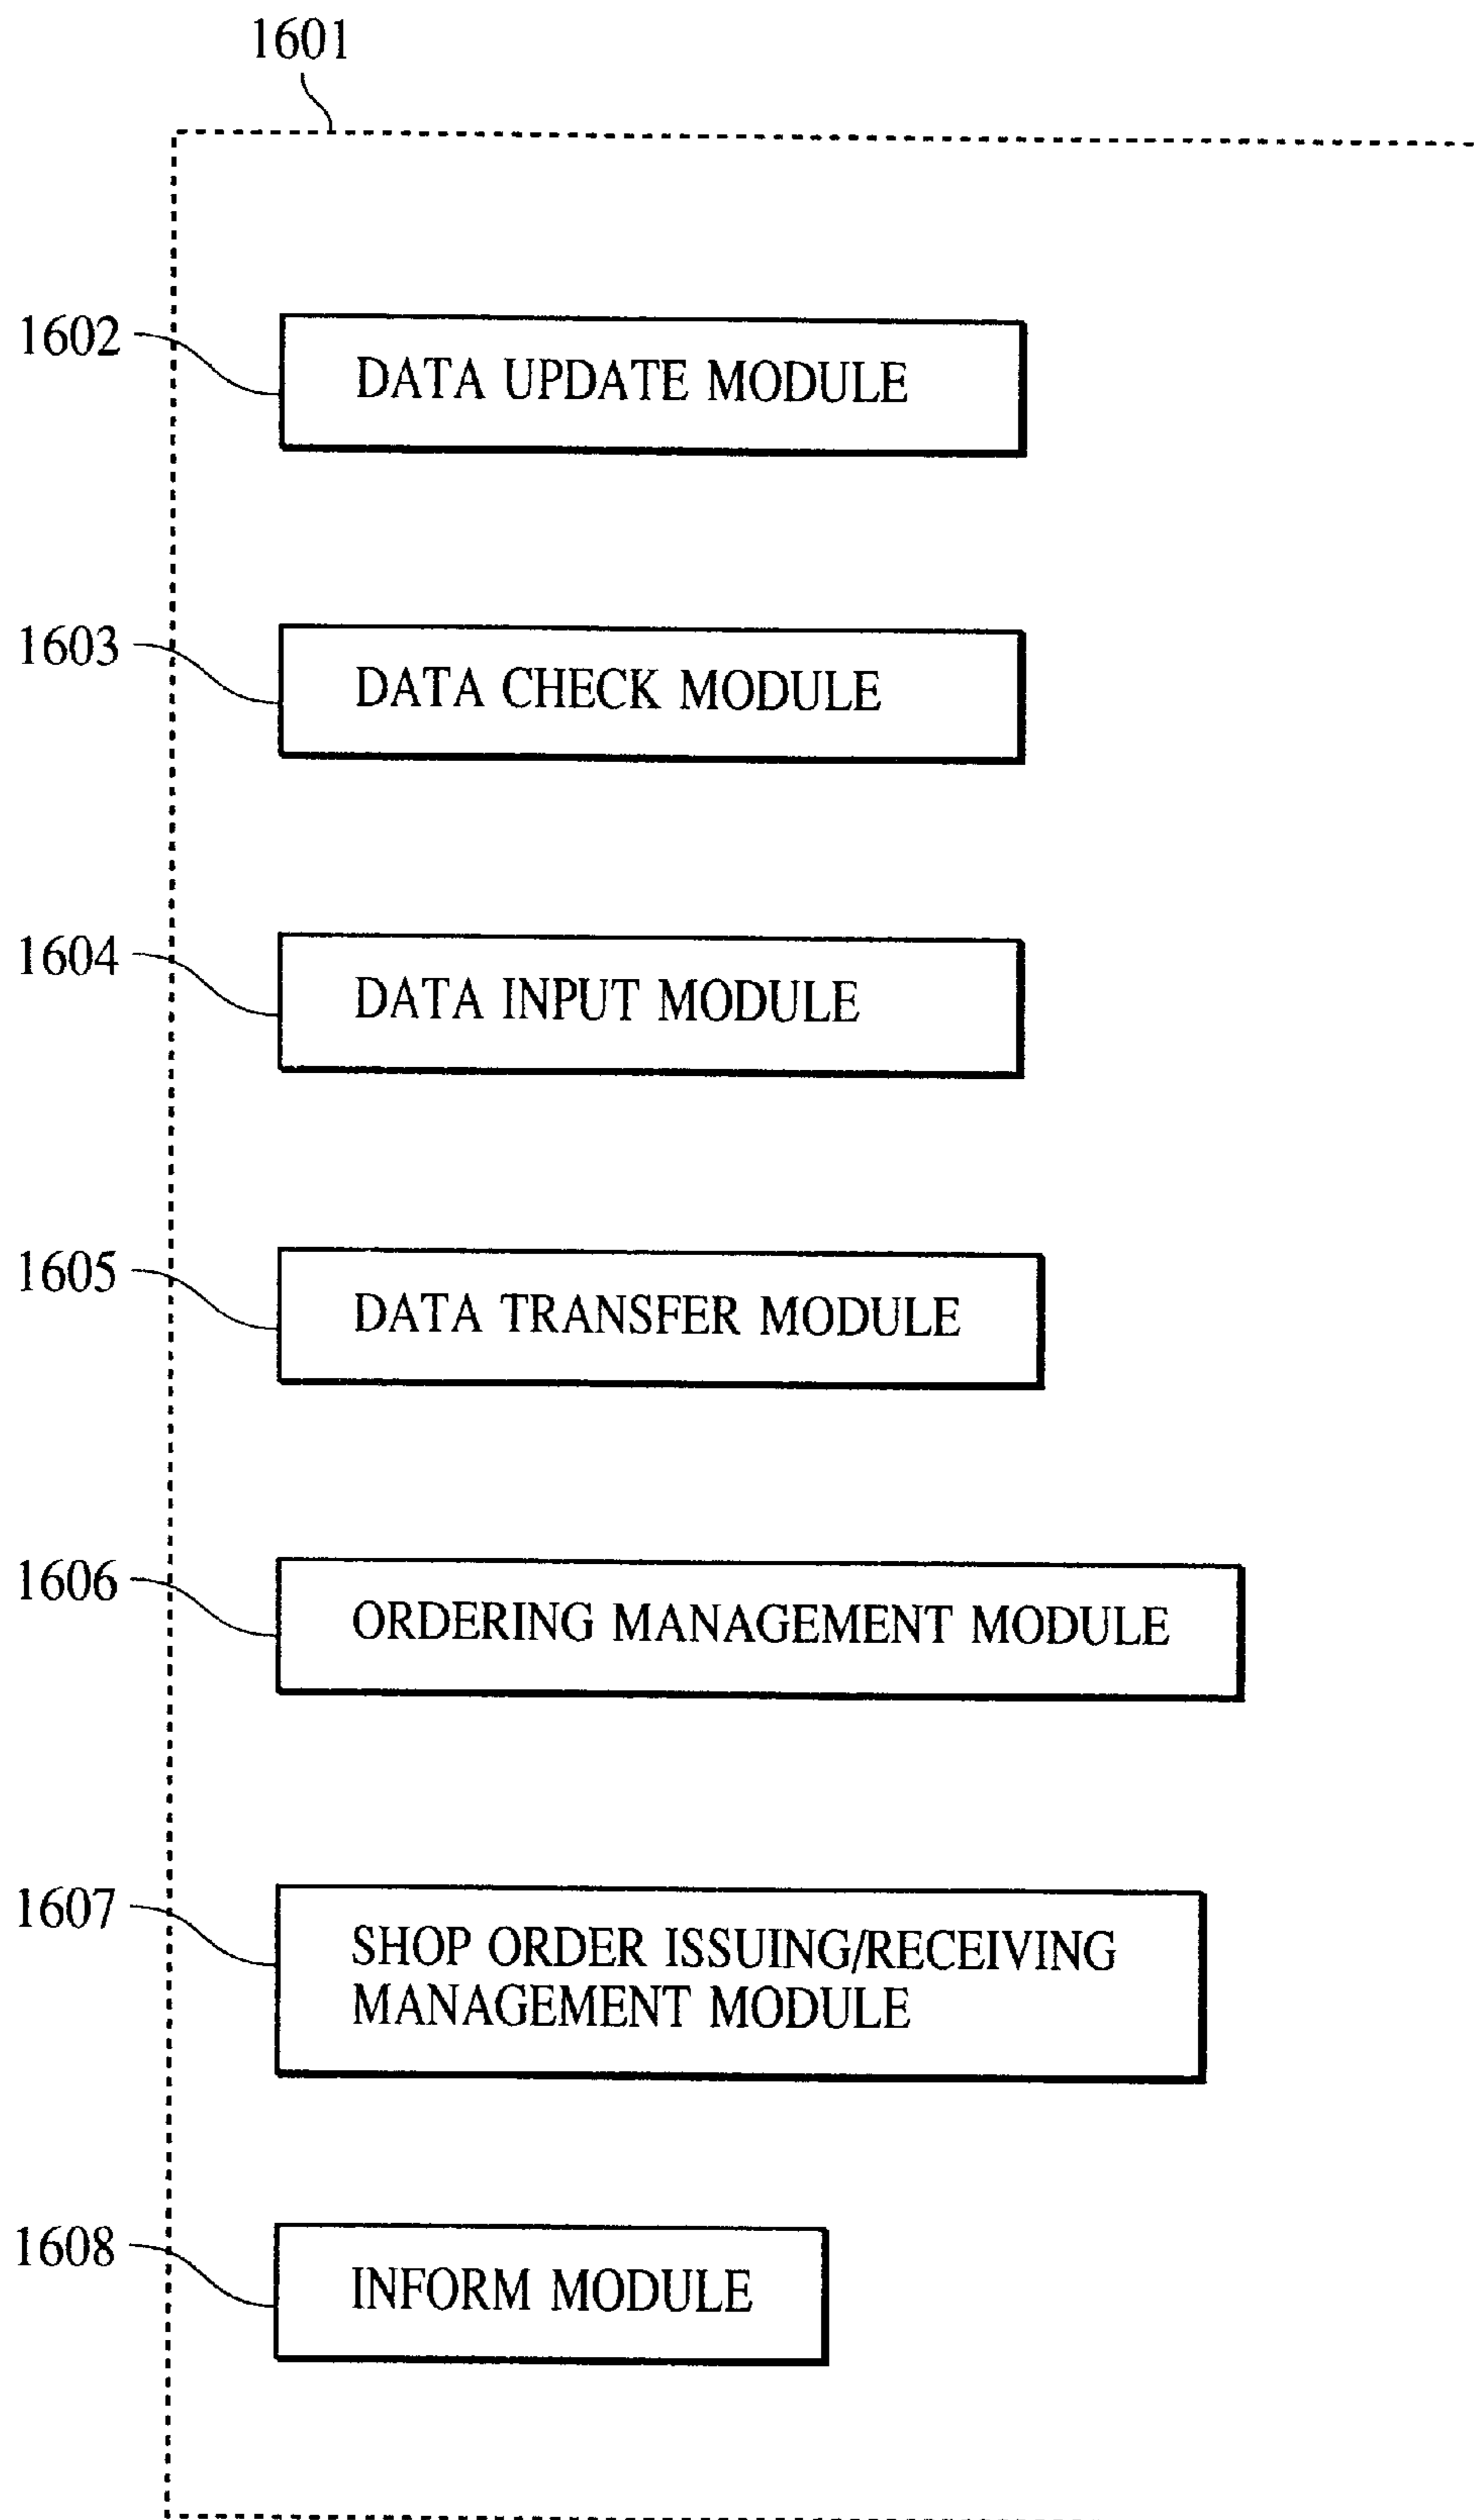 1601
1602
DATA UPDATE MODULE
1603
DATA CHECK MODULE
1604
DATA INPUT MODULE
1605
DATA TRANSFER MODULE
1606
ORDERING MANAGEMENT MODULE
1607
SHOP ORDER ISSUING/RECEIVING
MANAGEMENT MODULE
1608
INFORM MODULE